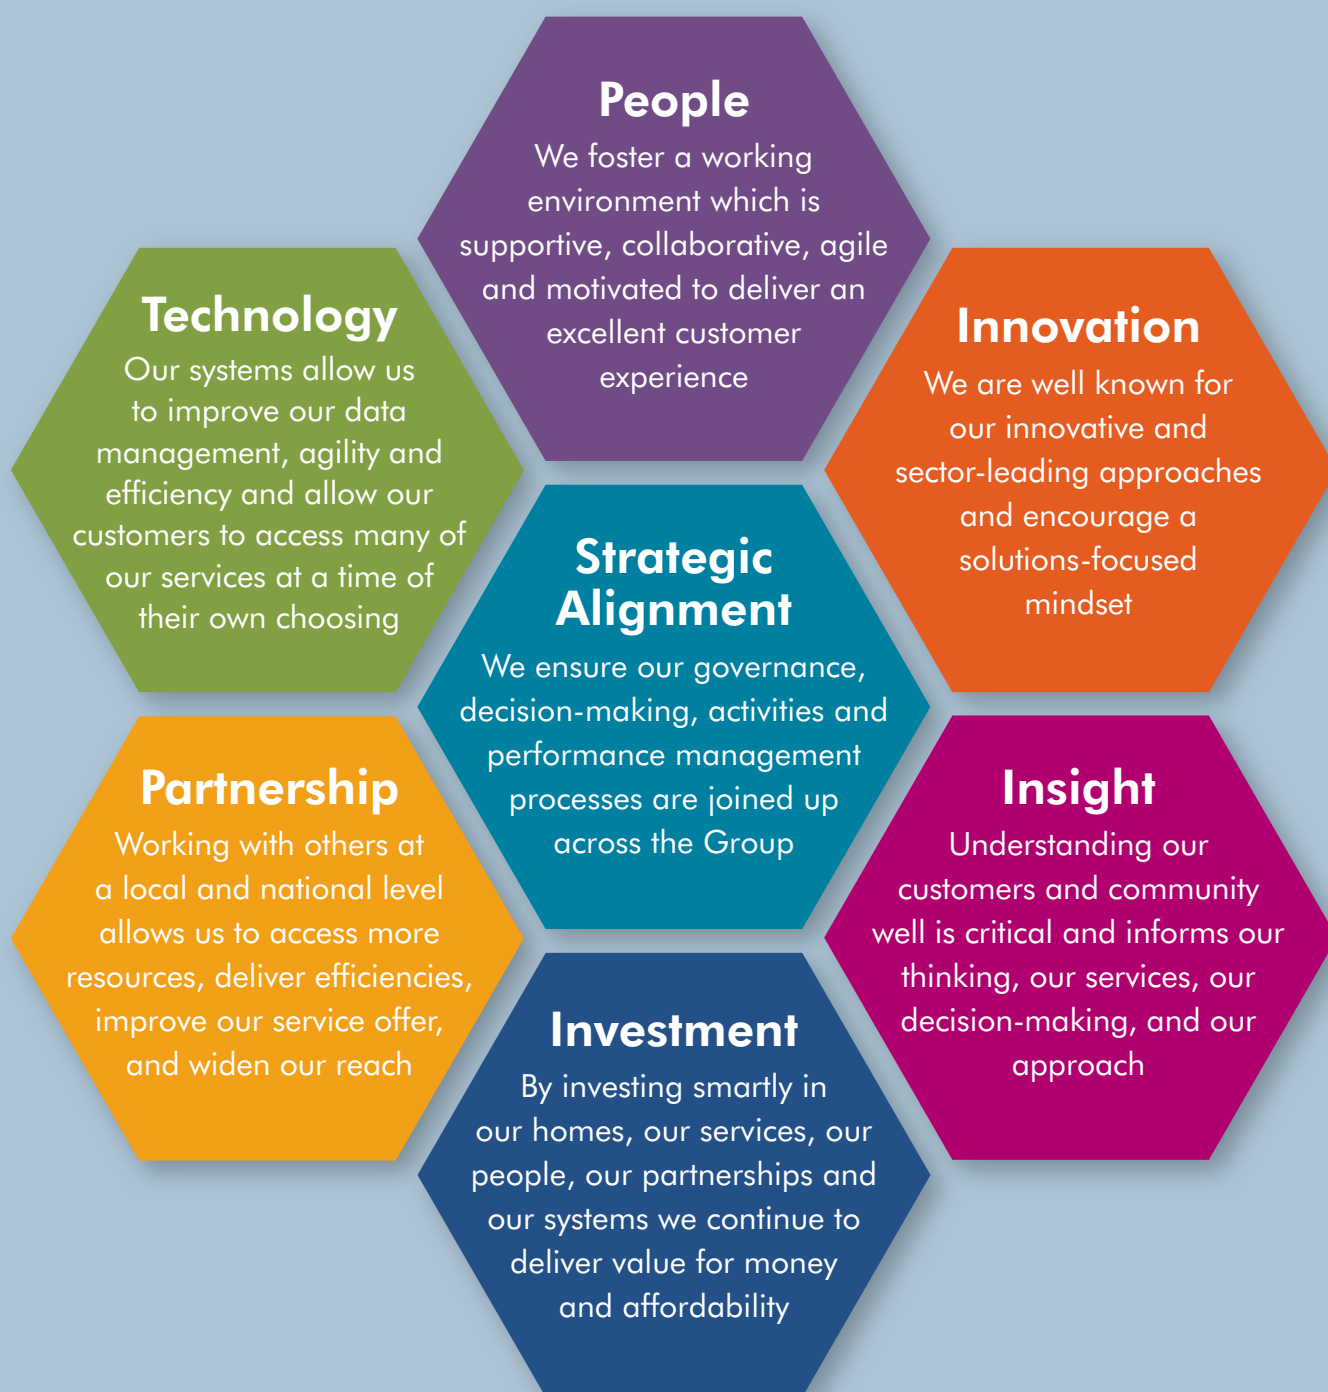 People
We foster a working
environment which is
supportive, collaborative, agile
and motivated to deliver an
excellent customer
experience
Technology
Our systems allow us
to improve our data
management, agility and
efficiency and allow our
customers to access many of
our services at a time of
their own choosing
Innovation
We are well known for
our innovative and
sector-leading approaches
and encourage a
solutions-focused
mindset
Strategic
Alignment
We ensure our governance,
decision-making, activities and
performance management
processes are joined up
across the Group
Partnership
Working with others at
a local and national level
allows us to access more
resources, deliver efficiencies,
improve our service offer,
and widen our reach
Insight
Understanding our
customers and community
well is critical and informs our
thinking, our services, our
decision-making, and our
approach
Investment
By investing smartly in
our homes, our services, our
people, our partnerships and
our systems we continue to
deliver value for money
and affordability